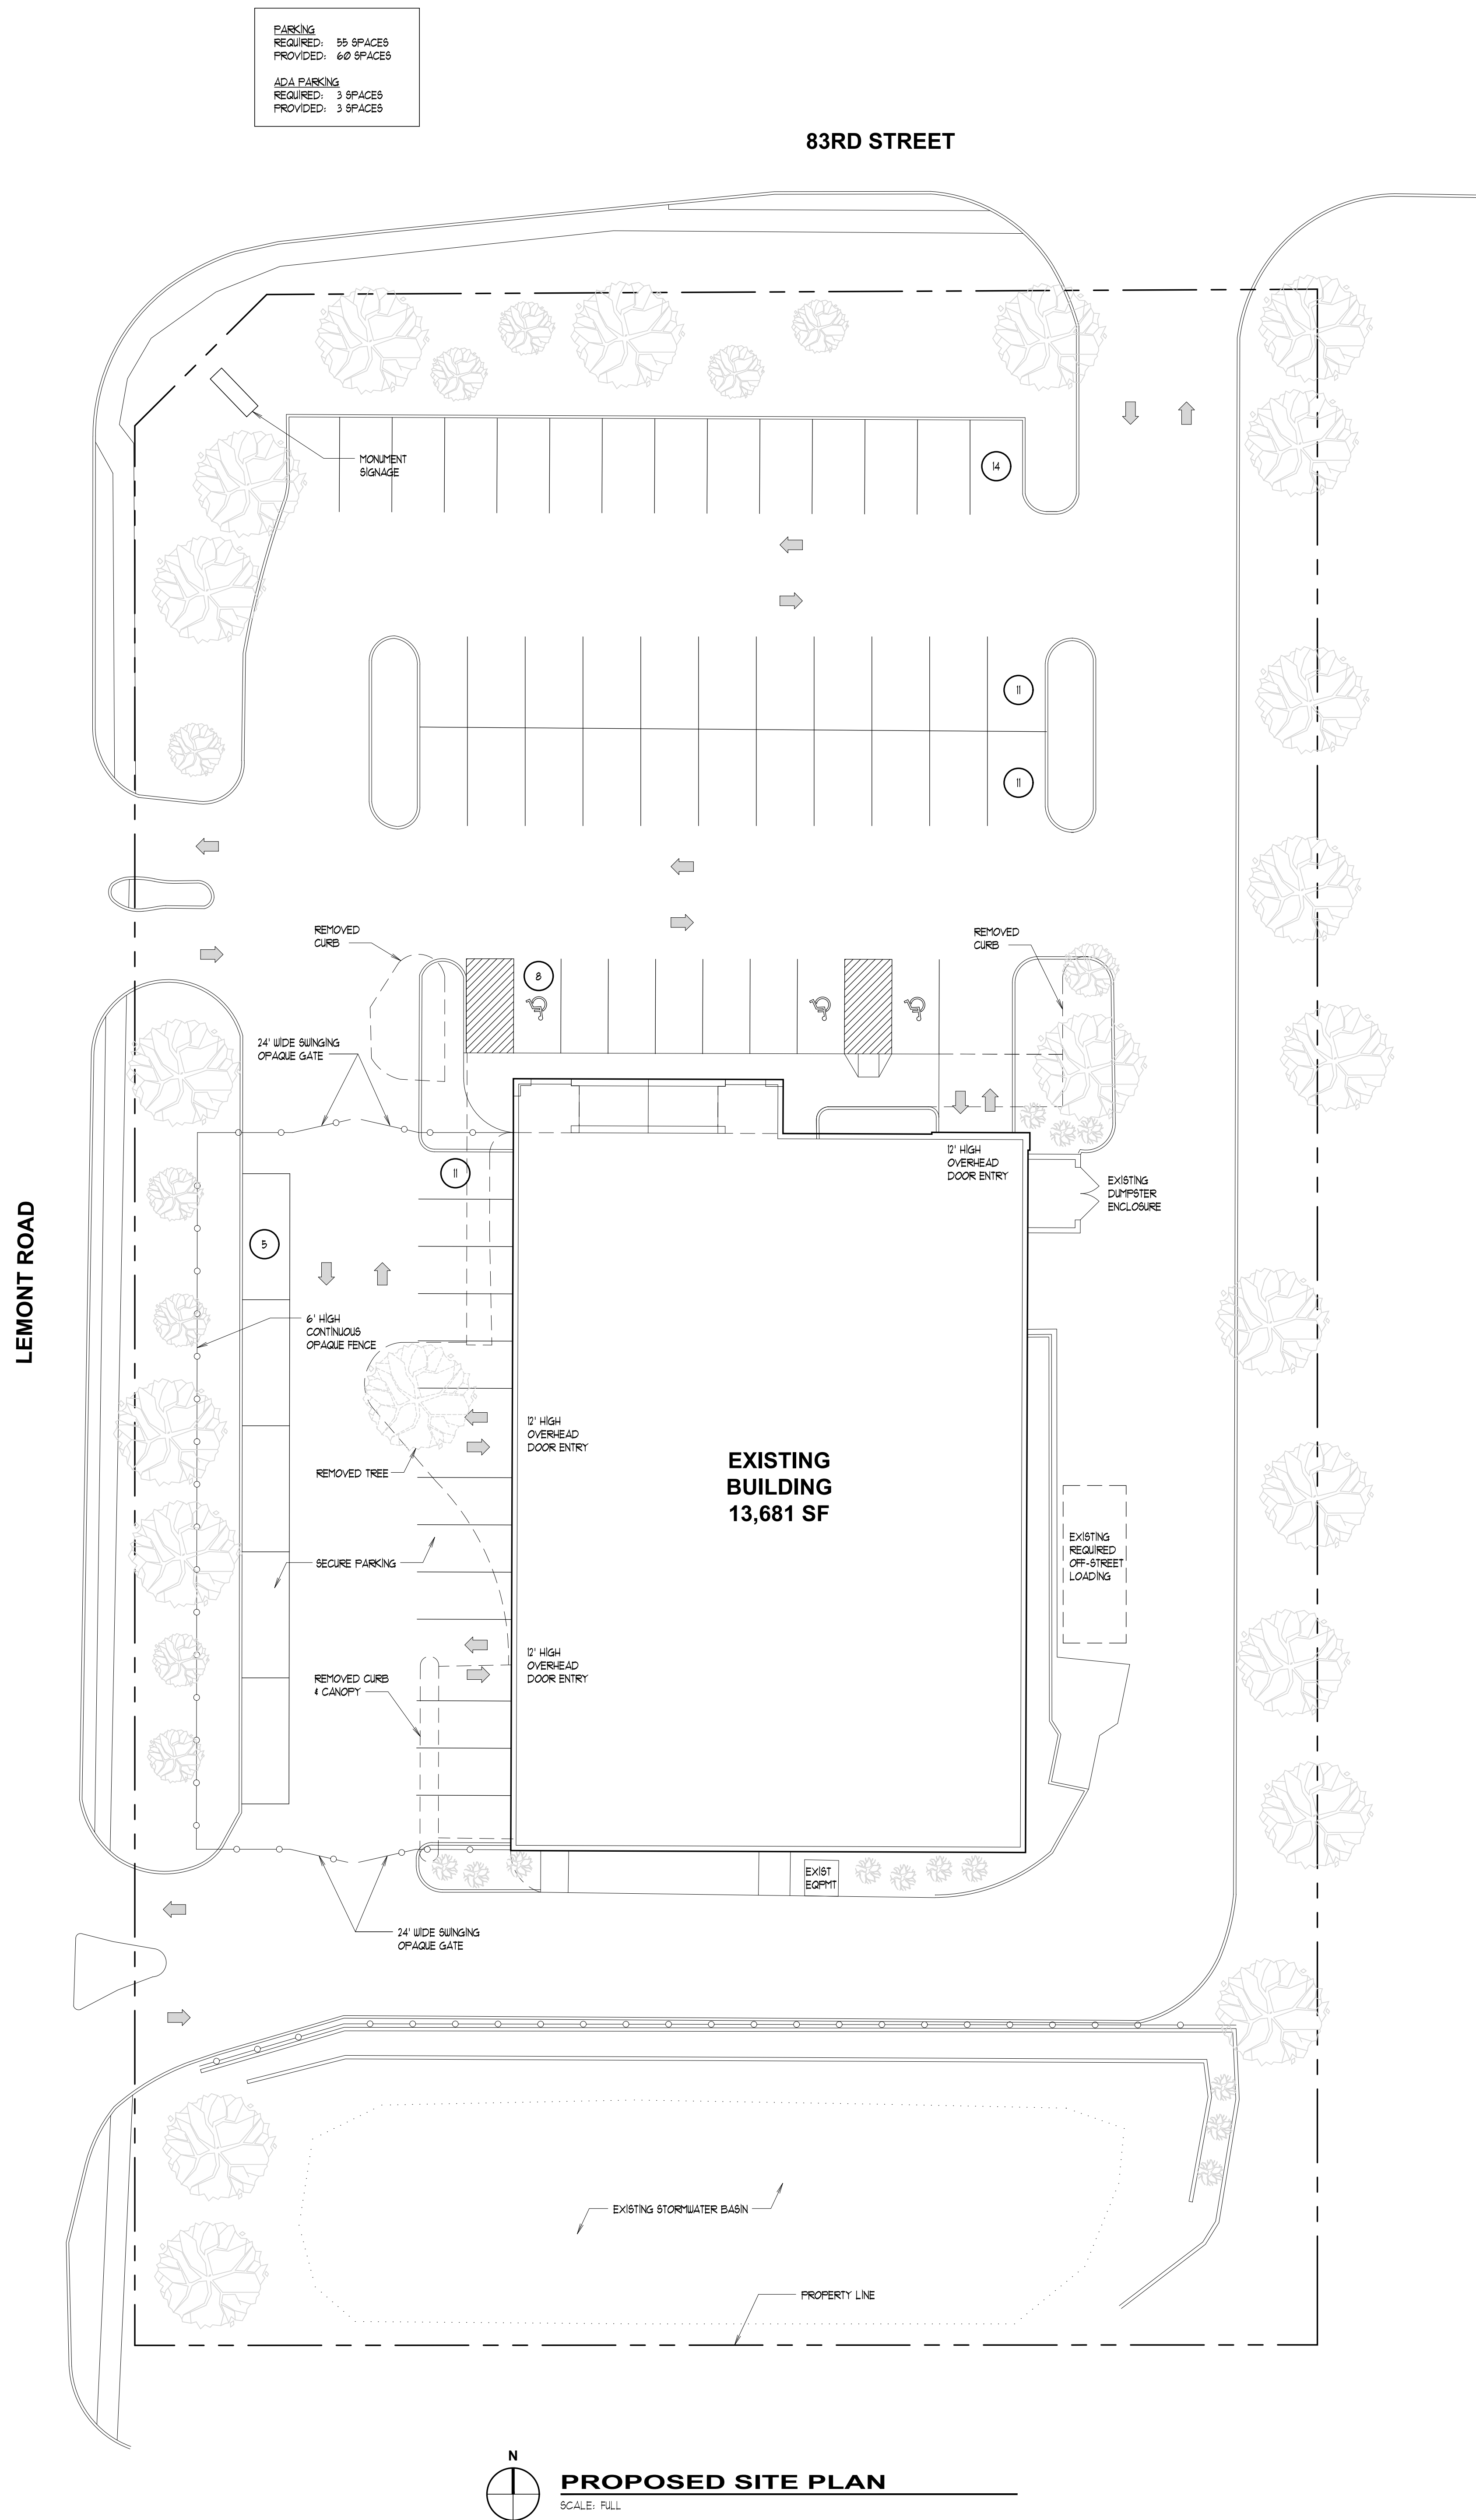 PARKING
REQUIRED: 55 SPACES
PROVIDED: 60 SPACES
ADA PARKING
REQUIRED: 3 SPACES
PROVIDED: 3 SPACES
83RD STREET
MONUMENT
SIGNAGE
14
11
11
REMOVED
CURB
REMOVED
CURB
8
24' WIDE SWINGING
OPAQUE GATE
12' HIGH
OVERHEAD
DOOR ENTRY
11
EXISTING
DUMPSTER
ENCLOSURE
LEMONT ROAD
5
6' HIGH
CONTINUOUS
OPAQUE FENCE
12' HIGH
OVERHEAD
DOOR ENTRY
REMOVED TREE
EXISTING
BUILDING
13,681 SF
EXISTING
REQUIRED
OFF-STREET
LOADING
SECURE PARKING
12' HIGH
OVERHEAD
DOOR ENTRY
REMOVED CURB
& CANOPY
EXIST
EQPMT
24' WIDE SWINGING
OPAQUE GATE
EXISTING STORMWATER BASIN
PROPERTY LINE
N
PROPOSED SITE PLAN
SCALE: FULL